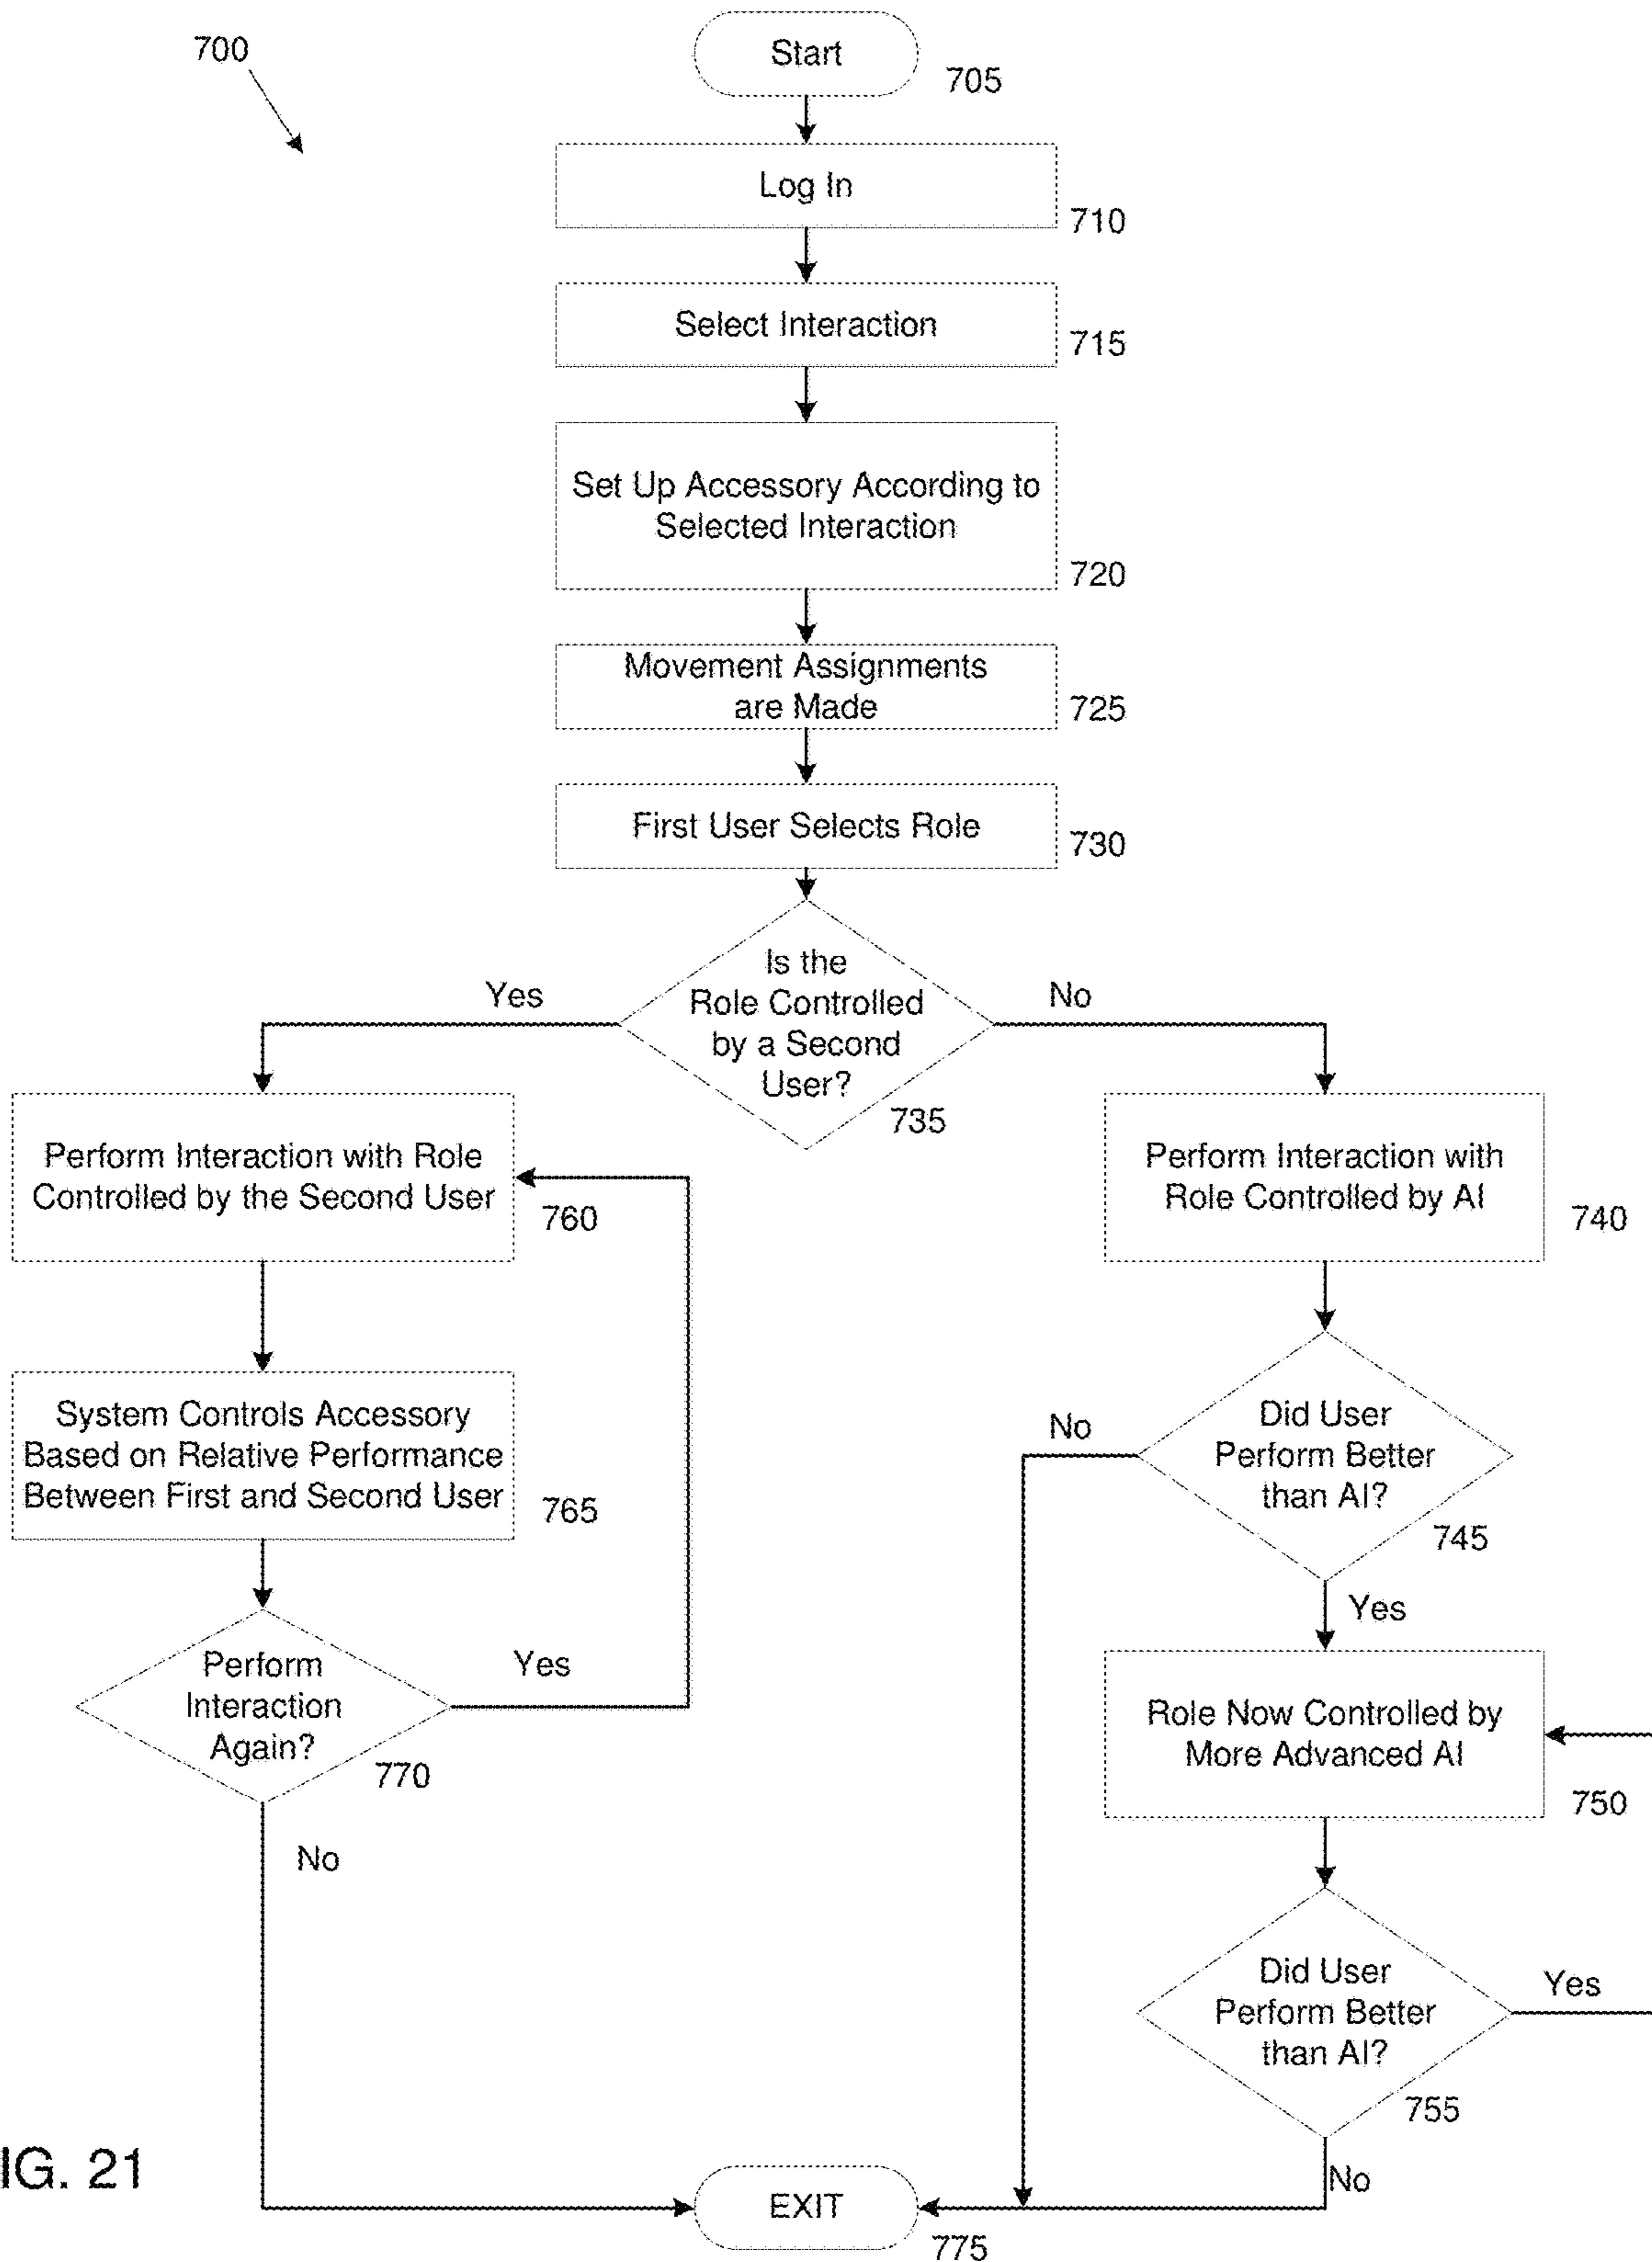 700
Start
705
Log In
710
Select Interaction
715
Set Up Accessory According to
Selected Interaction
720
Movement Assignments
are Made
725
First User Selects Role
730
Is the
Role Controlled
by a Second
User?
735
Yes
No
Perform Interaction with Role
Controlled by the Second User
760
Perform Interaction with
Role Controlled by AI
740
System Controls Accessory
Based on Relative Performance
Between First and Second User
765
No
Did User
Perform Better
than AI?
745
Yes
Perform
Interaction
Again?
770
Yes
Role Now Controlled by
More Advanced AI
750
No
Did User
Perform Better
than AI?
755
Yes
IG. 21
No
EXIT
775